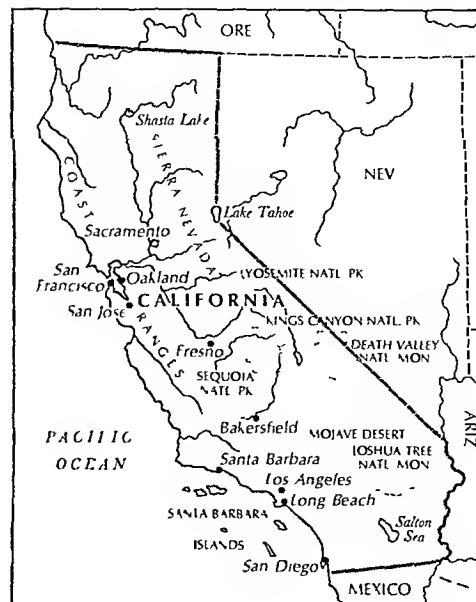 ORE
Shasta Lake
COAST
RANGES
SIERRA NEVADA
NEV
Lake Tahoe
Sacramento
San
Francisco
Oakland
YOSEMITE NATL. PK
CALIFORNIA
San Jose
KINGS CANYON NATL. PK
DEATH VALLEY
NATL MON
Fresno
SEQUOIA
NATL PK
ARIZ
Bakersfield
MOJAVE DESERT
JOSHUA TREE
NATL MON
PACIFIC
OCEAN
Santa Barbara
Los Angeles
Long Beach
SANTA BARBARA
ISLANDS
Salton
Sea
San Diego
MEXICO